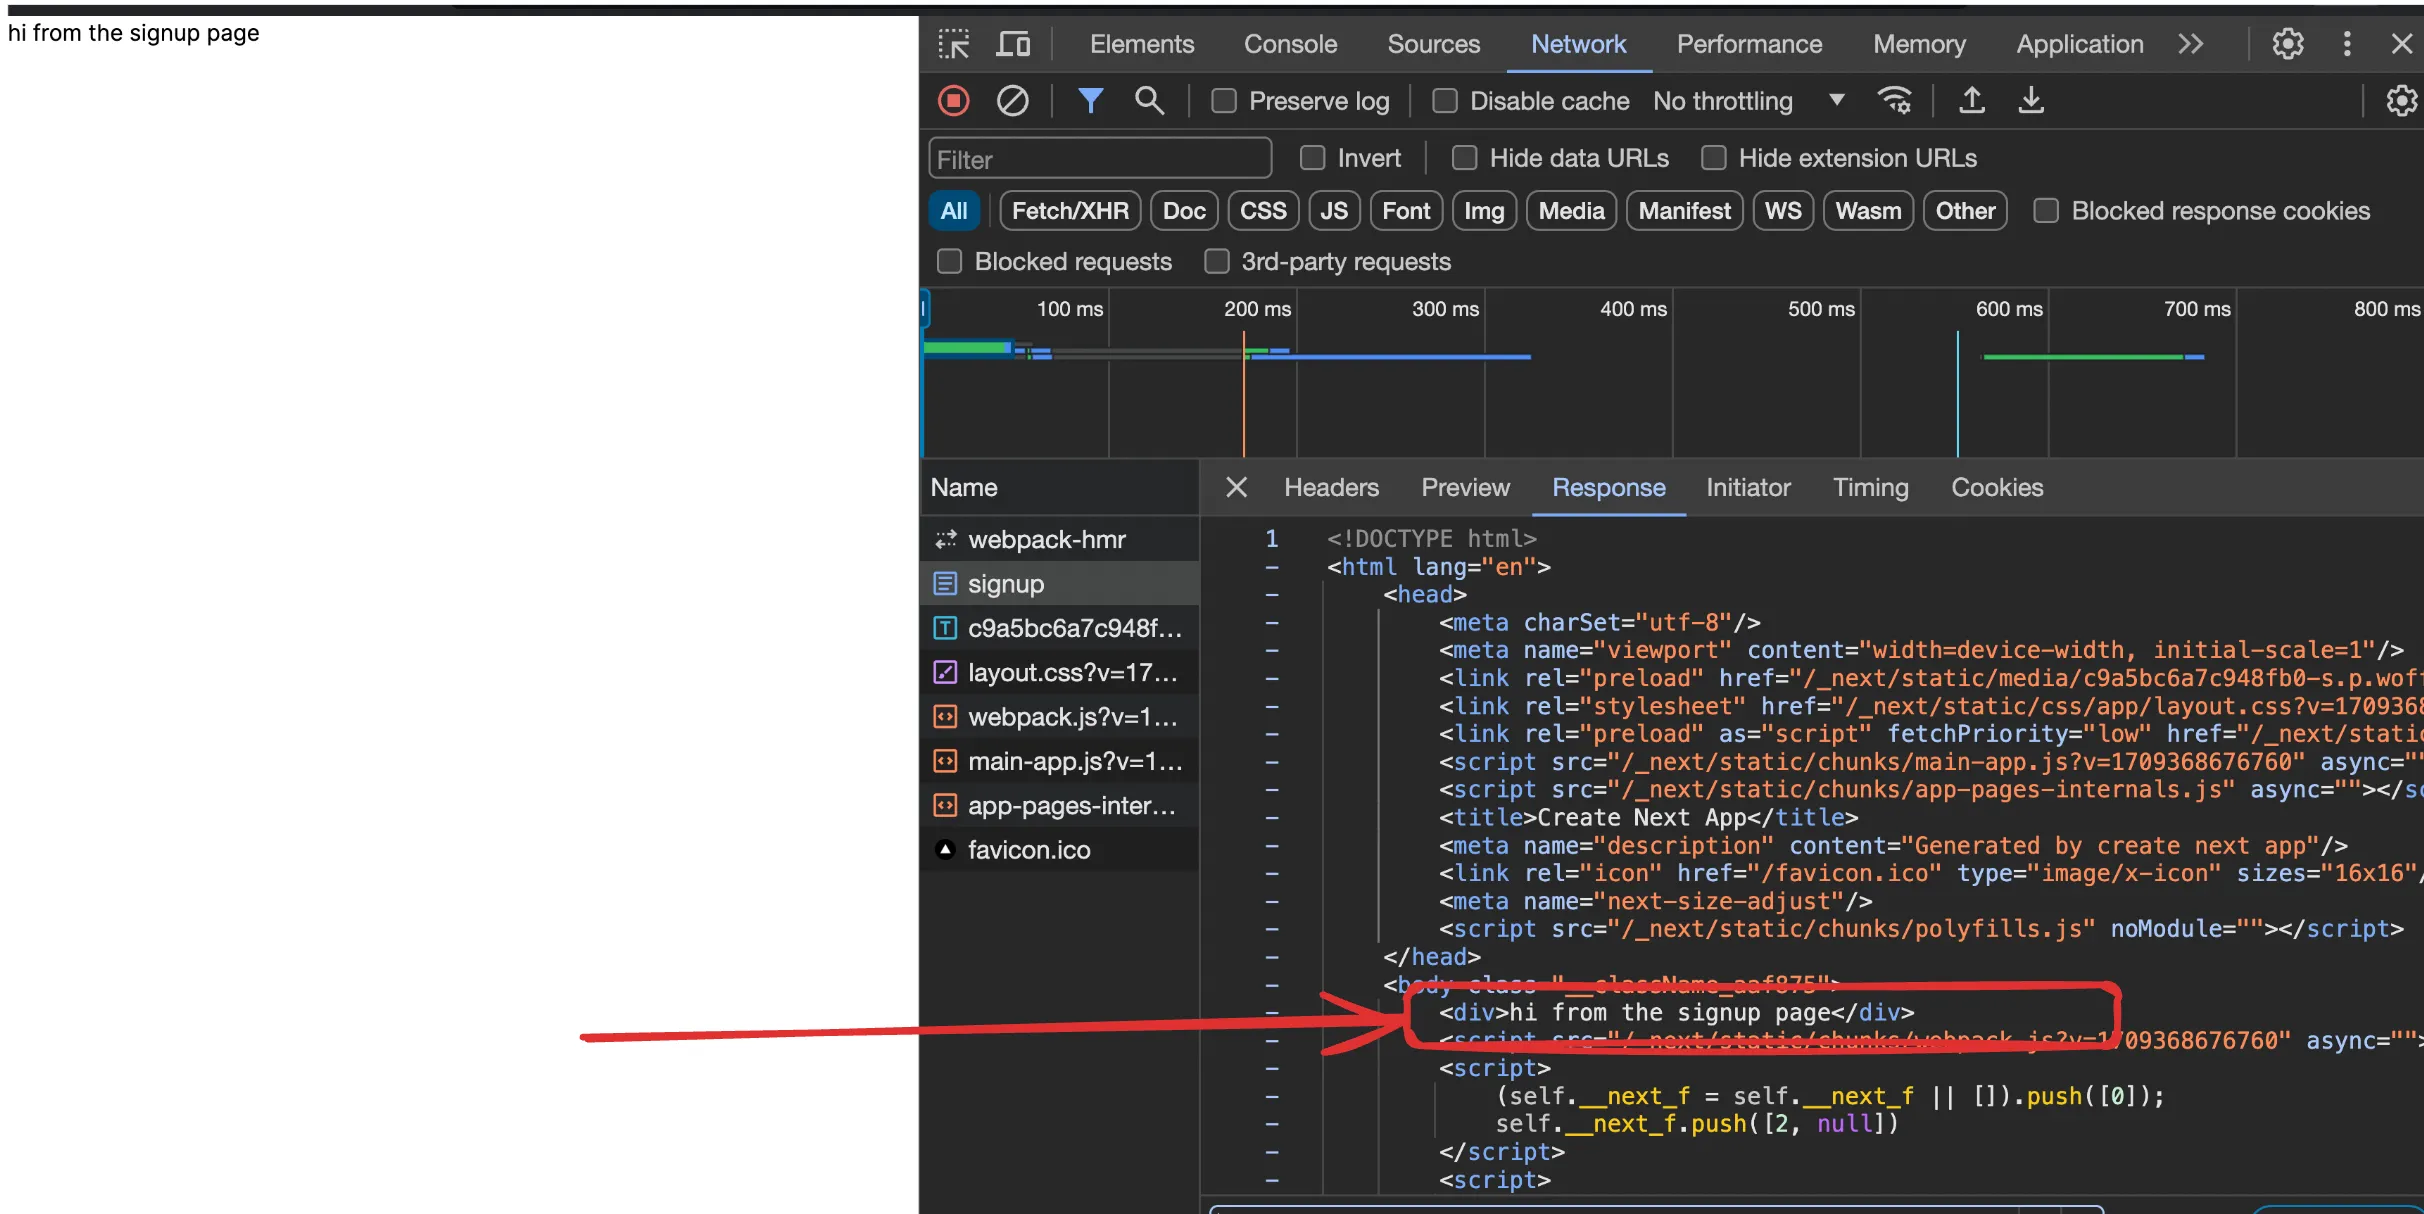 hi from the signup page
Elements Console Sources Network Performance Memory Application
Preserve log Disable cache No throttling
Filter Invert Hide data URLs Hide extension URLs
All Fetch/XHR Doc CSS JS Font Img Media Manifest WS Wasm Other Blocked response cookies
Blocked requests 3rd-party requests
100 ms 200 ms 300 ms 400 ms 500 ms 600 ms 700 ms 800 ms
Name
webpack-hmr
signup
c9a5bc6a7c948f...
layout.css?v=17...
webpack.js?v=1...
main-app.js?v=1...
app-pages-inter...
favicon.ico
Headers Preview Response Initiator Timing Cookies
1 <!DOCTYPE html>
<html lang="en">
<head>
<meta charSet="utf-8"/>
<meta name="viewport" content="width=device-width, initial-scale=1"/>
<link rel="preload" href="/_next/static/media/c9a5bc6a7c948fb0-s.p.woff
<link rel="stylesheet" href="/_next/static/css/app/layout.css?v=1709368
<link rel="preload" as="script" fetchPriority="low" href="/_next/static
<script src="/_next/static/chunks/main-app.js?v=1709368676760" async=""
<script src="/_next/static/chunks/app-pages-internals.js" async=""></sc
<title>Create Next App</title>
<meta name="description" content="Generated by create next app"/>
<link rel="icon" href="/favicon.ico" type="image/x-icon" sizes="16x16"/
<meta name="next-size-adjust"/>
<script src="/_next/static/chunks/polyfills.js" noModule=""></script>
</head>
<body class="__className_aaf875">
<div>hi from the signup page</div>
<script src="/_next/static/chunks/webpack.js?v=1709368676760" async="">
<script>
(self.__next_f = self.__next_f || []).push([0]);
self.__next_f.push([2, null])
</script>
<script>